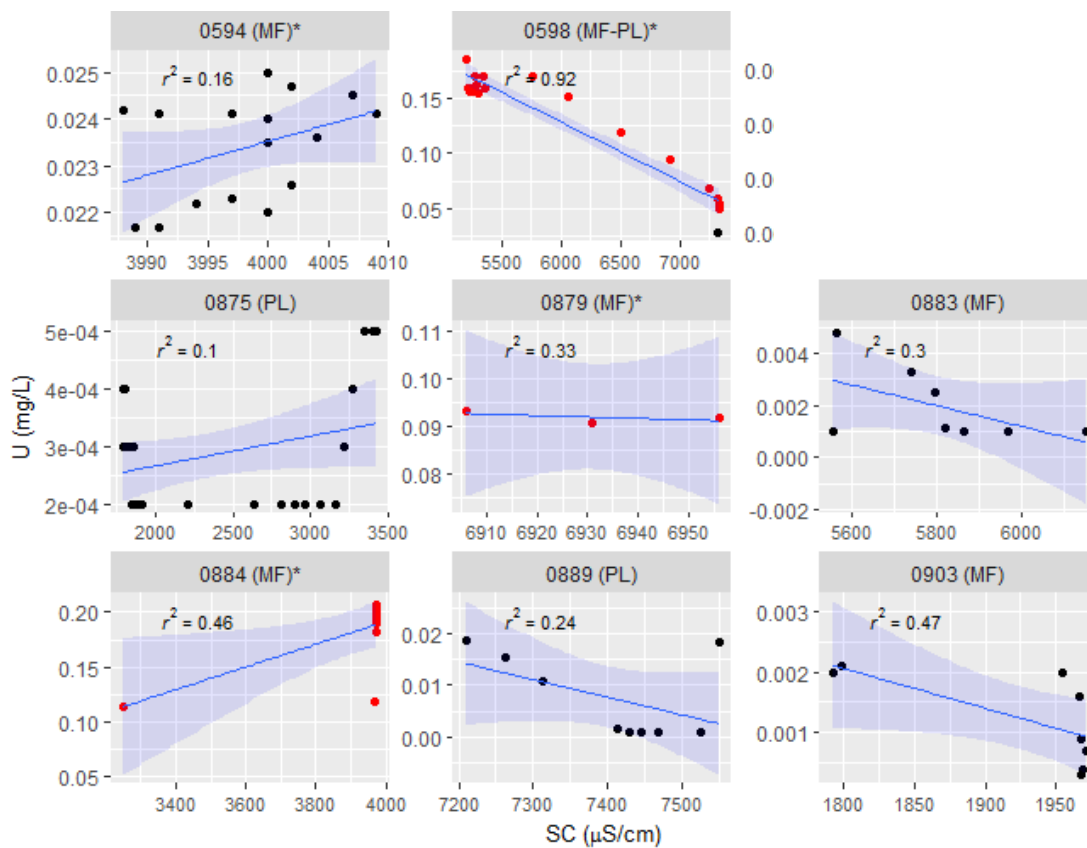 0594 (MF)* 0598 (MF-PL)*
r² = 0.16 r² = 0.92
0.025 0.024 0.023 0.022
0.15 0.10 0.05
0.0 0.0 0.0 0.0
3990 3995 4000 4005 4010 5500 6000 6500 7000
0875 (PL) 0879 (MF)* 0883 (MF)
r² = 0.1 r² = 0.33 r² = 0.3
5e-04 4e-04 3e-04 2e-04
0.11 0.10 0.09 0.08
0.004 0.002 0.000 -0.002
2000 2500 3000 3500 6910 6920 6930 6940 6950 5600 5800 6000
U (mg/L)
0884 (MF)* 0889 (PL) 0903 (MF)
r² = 0.46 r² = 0.24 r² = 0.47
0.20 0.15 0.10 0.05
0.02 0.01 0.00
0.003 0.002 0.001
3400 3600 3800 4000 7200 7300 7400 7500 1800 1850 1900 1950
SC (μS/cm)